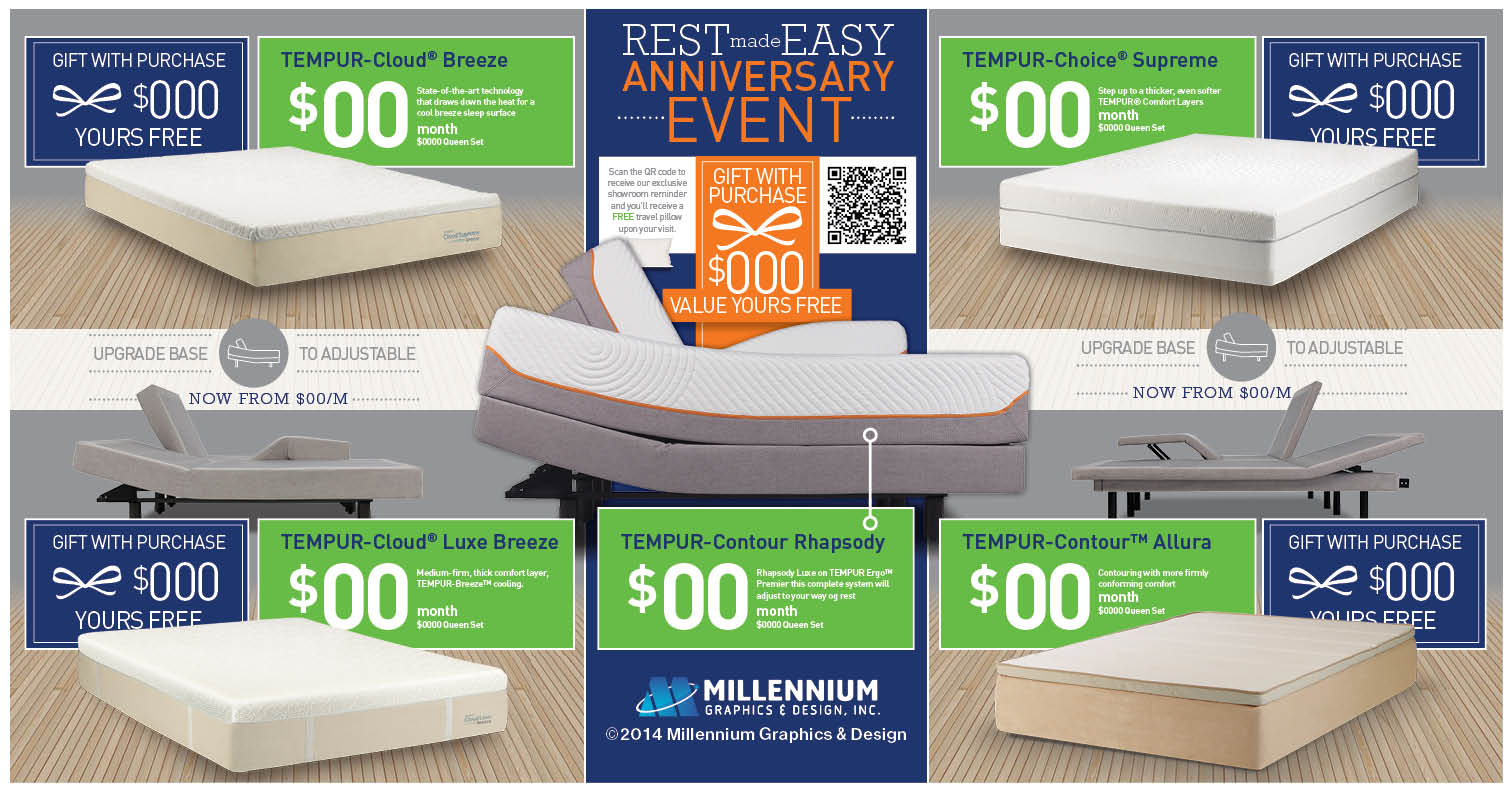 GIFT WITH PURCHASE
$000
YOURS FREE
TEMPUR-Cloud® Breeze
$00
State-of-the-art technology
that draws down the heat for a
cool breeze sleep surface
month
$0000 Queen Set
REST made EASY
ANNIVERSARY
EVENT
Scan the QR code to
receive our exclusive
showroom reminder
and you'll receive a
FREE travel pillow
upon your visit.
GIFT WITH
PURCHASE
$000
VALUE YOURS FREE
TEMPUR-Choice® Supreme
$00
Step up to a thicker, even softer
TEMPUR® Comfort Layers
month
$0000 Queen Set
GIFT WITH PURCHASE
$000
YOURS FREE
UPGRADE BASE TO ADJUSTABLE
NOW FROM $00/M
UPGRADE BASE TO ADJUSTABLE
NOW FROM $00/M
GIFT WITH PURCHASE
$000
YOURS FREE
TEMPUR-Cloud® Luxe Breeze
$00
Medium-firm, thick comfort layer,
TEMPUR-Breeze™ cooling.
month
$0000 Queen Set
TEMPUR-Contour Rhapsody
$00
Rhapsody Luxe on TEMPUR Ergo™
Premier this complete system will
adjust to your way og rest
month
$0000 Queen Set
TEMPUR-Contour™ Allura
$00
Contouring with more firmly
conforming comfort
month
$0000 Queen Set
GIFT WITH PURCHASE
$000
YOURS FREE
MILLENNIUM
GRAPHICS & DESIGN, INC.
©2014 Millennium Graphics & Design